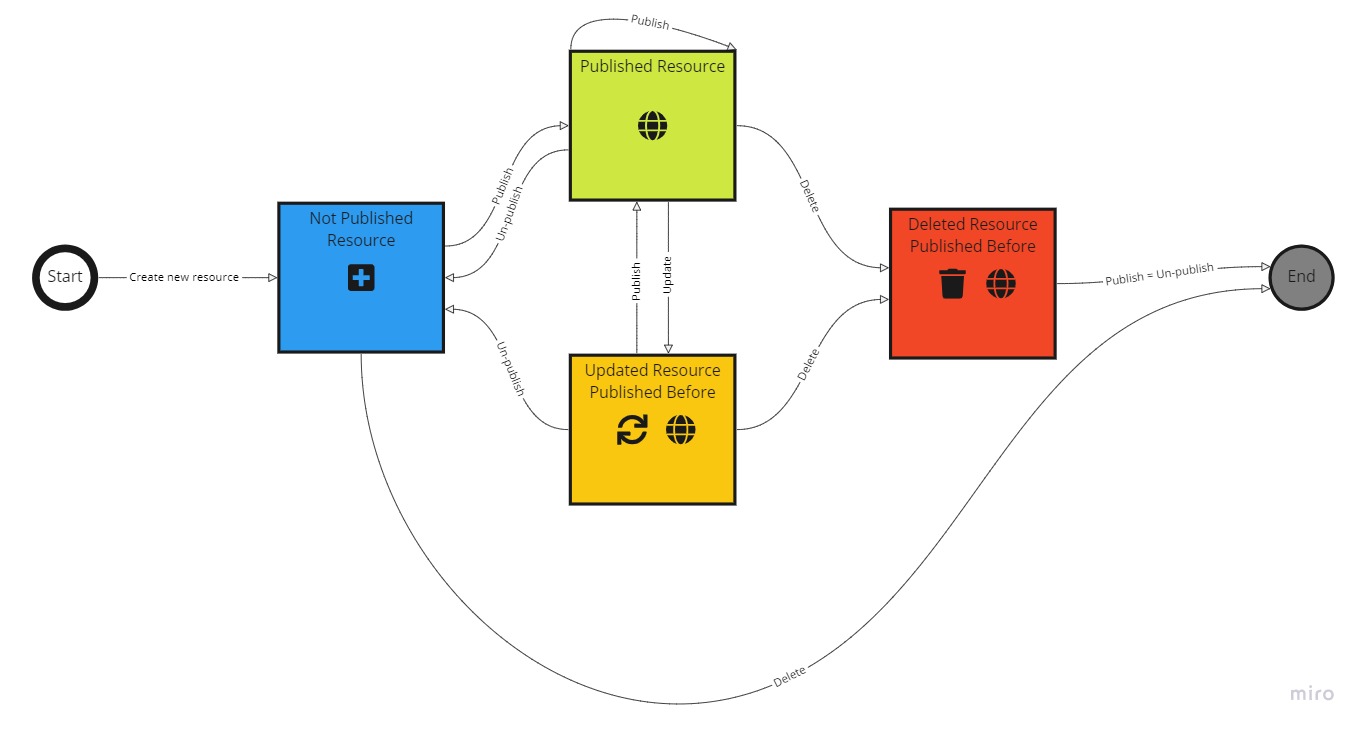 Publish
Published Resource
Publish
Un-publish
Delete
Not Published
Resource
Deleted Resource
Published Before
Start
Create new resource
Publish
Update
Publish = Un-publish
End
Un-publish
Updated Resource
Published Before
Delete
Delete
miro